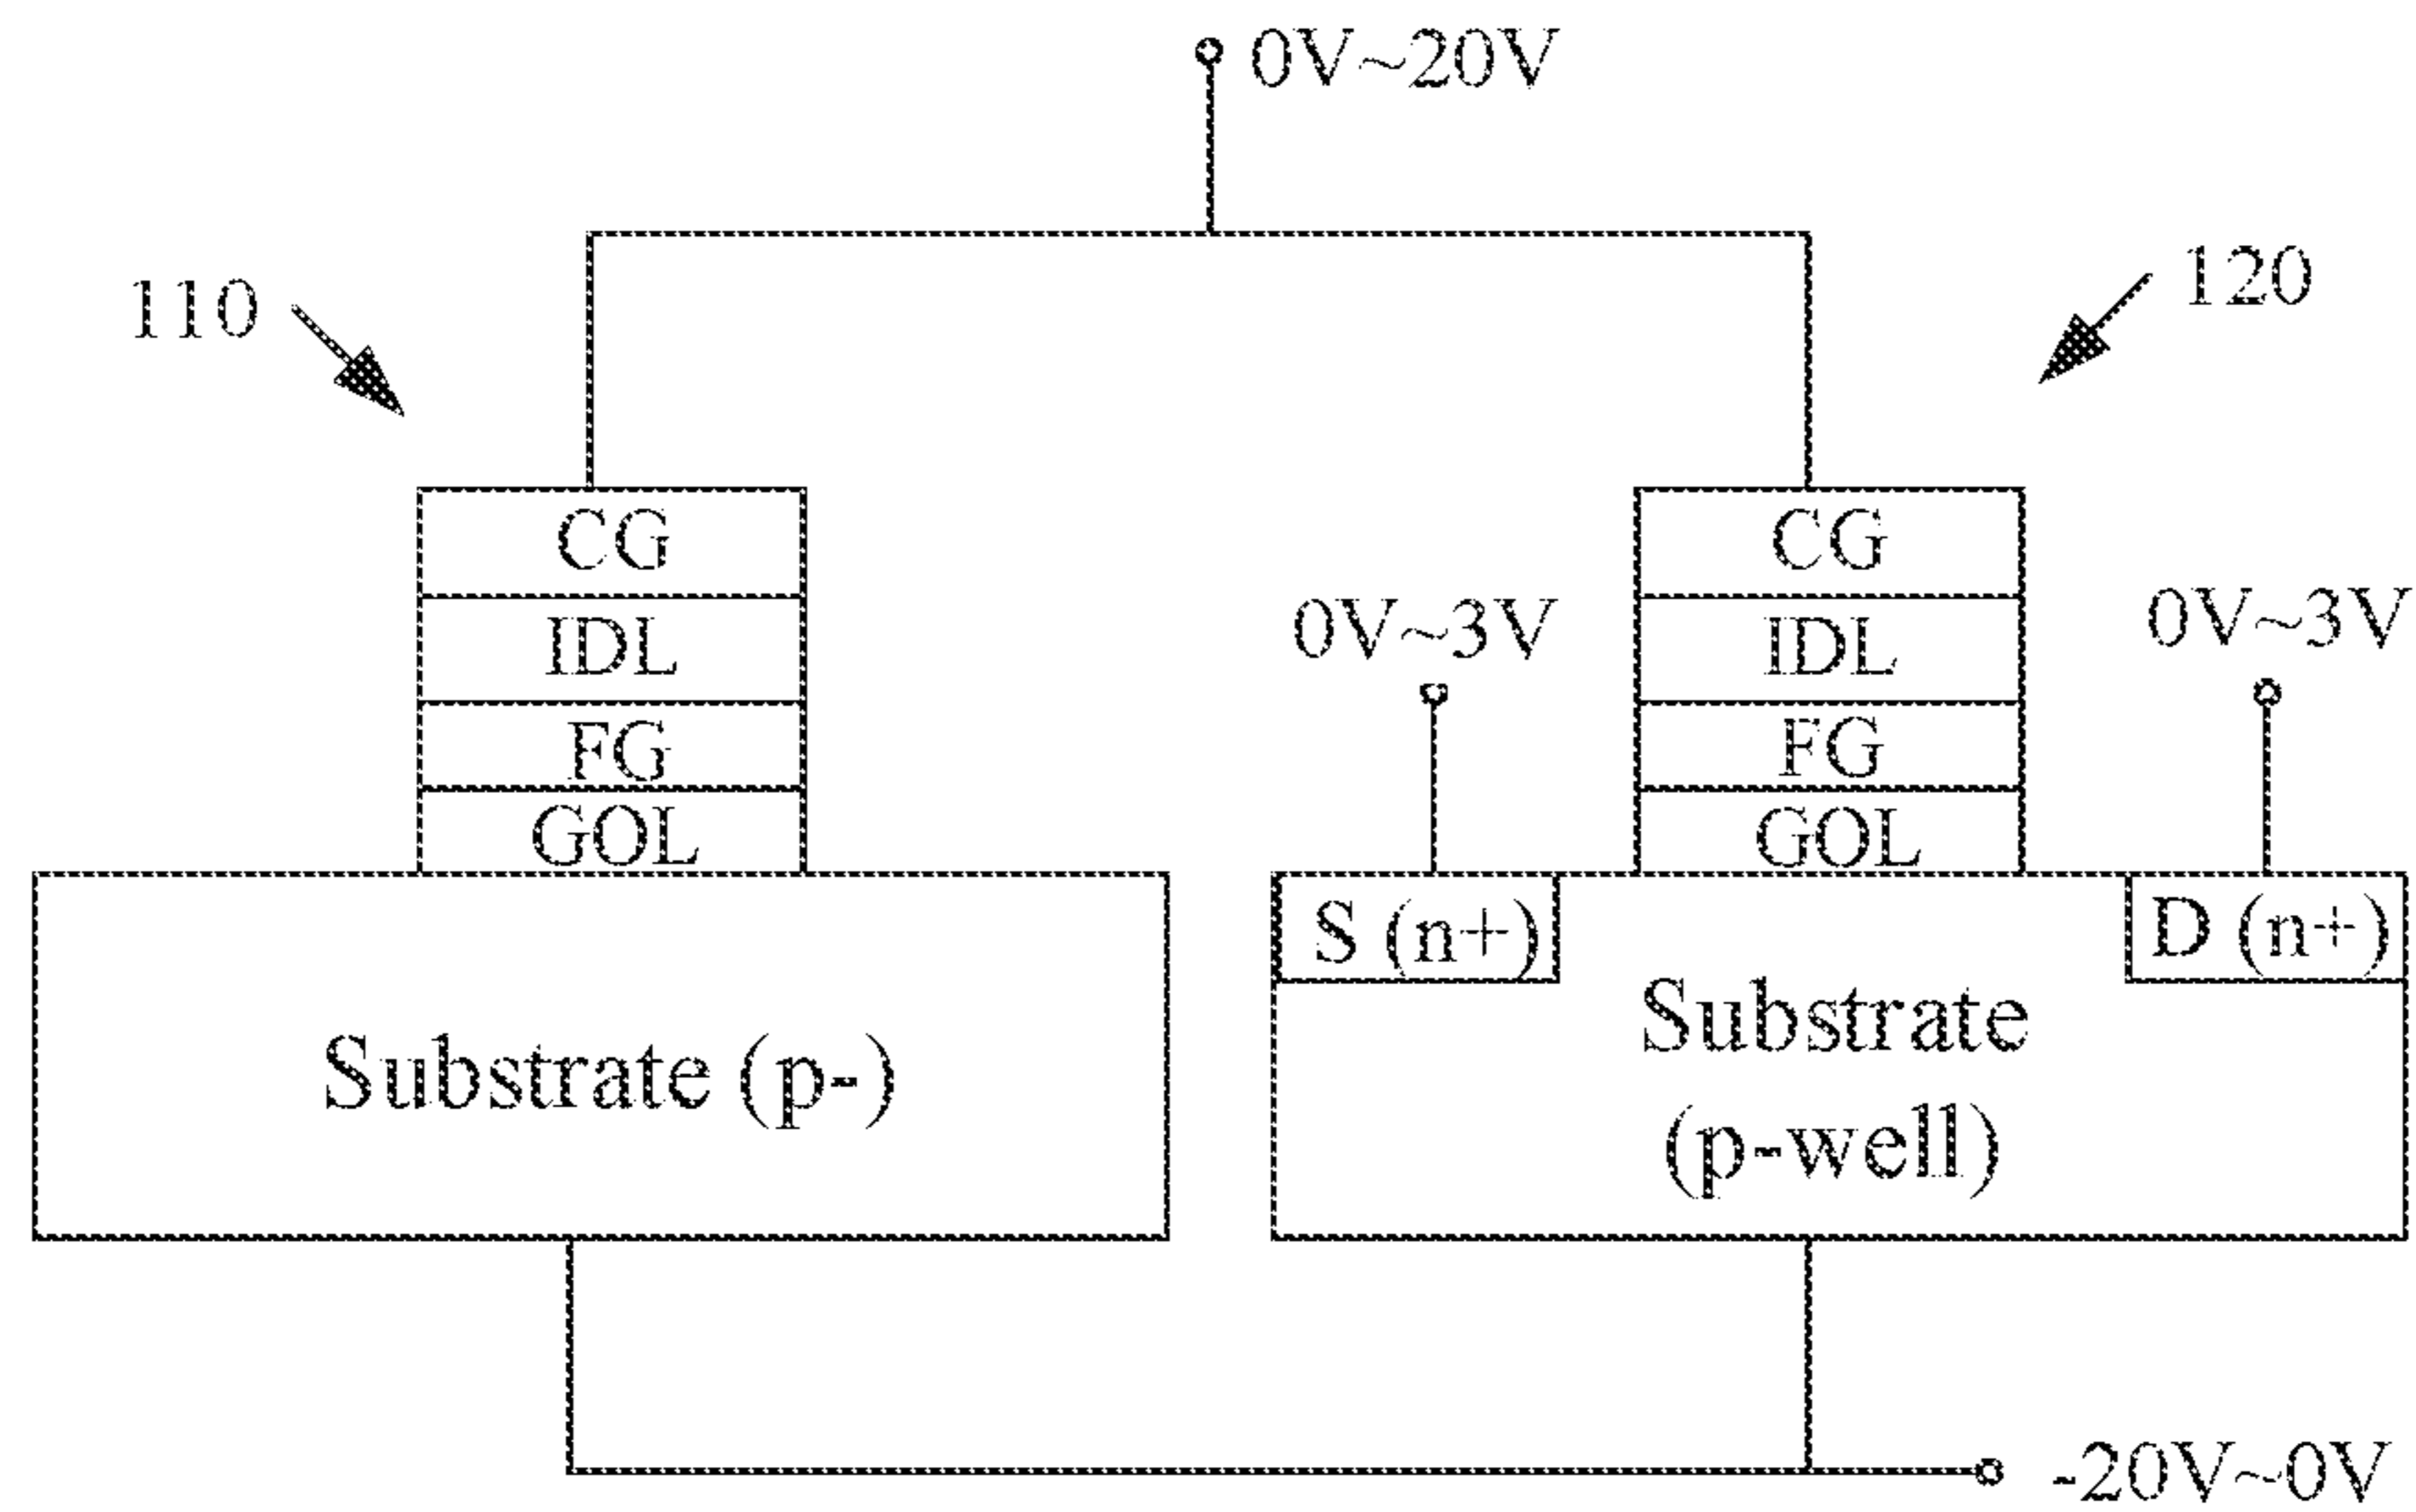 0V~20V
110
120
CG
IDL
FG
GOL
Substrate (p-)
CG
IDL
FG
GOL
0V~3V
0V~3V
S (n+)
D (n+)
Substrate
(p-well)
-20V~0V